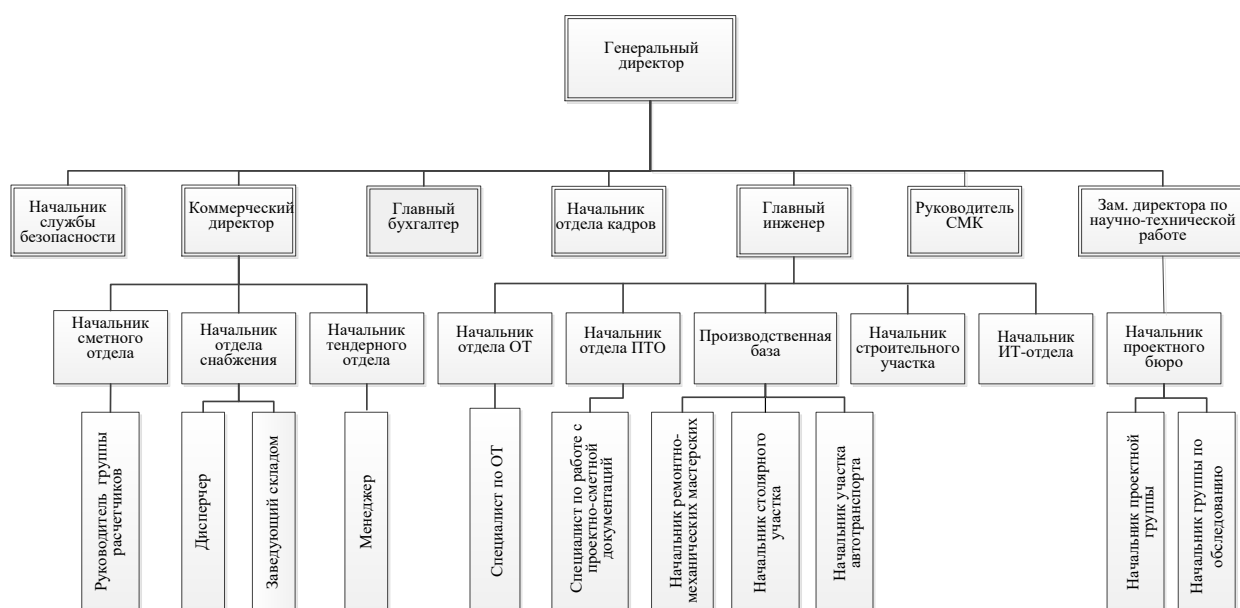 Генеральный
директор
Начальник
службы
безопасности
Коммерческий
директор
Главный
бухгалтер
Начальник
отдела кадров
Главный
инженер
Руководитель
СМК
Зам. директора по
научно-технической
работе
Начальник
сметного
отдела
Начальник
отдела
снабжения
Начальник
тендерного
отдела
Начальник
отдела ОТ
Начальник
отдела ПТО
Производственная
база
Начальник
строительного
участка
Начальник
ИТ-отдела
Начальник
проектного
бюро
Руководитель группы
расчетчиков
Дисперчер
Заведующий складом
Менеджер
Специалист по ОТ
Специалист по работе с
проектно-сметной
документаций
Начальник ремонтно-
механических мастерских
Начальник столярного
участка
Начальник участка
автотранспорта
Начальник проектной
группы
Начальник группы по
обследованию